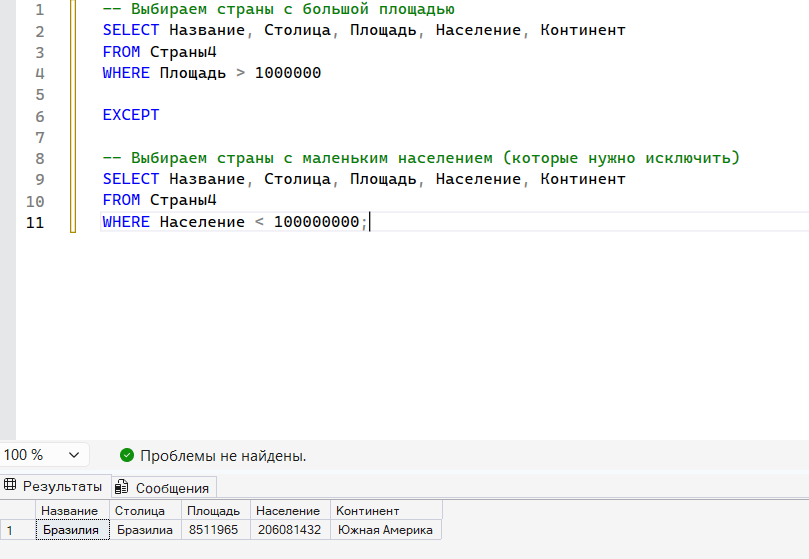 1 -- Выбираем страны с большой площадью
2 SELECT Название, Столица, Площадь, Население, Континент
3 FROM Страны4
4 WHERE Площадь > 1000000
5
6 EXCEPT
7
8 -- Выбираем страны с маленьким населением (которые нужно исключить)
9 SELECT Название, Столица, Площадь, Население, Континент
10 FROM Страны4
11 WHERE Население < 100000000;
100 % Проблемы не найдены.
Результаты Сообщения
Название Столица Площадь Население Континент
1 Бразилия Бразилиа 8511965 206081432 Южная Америка